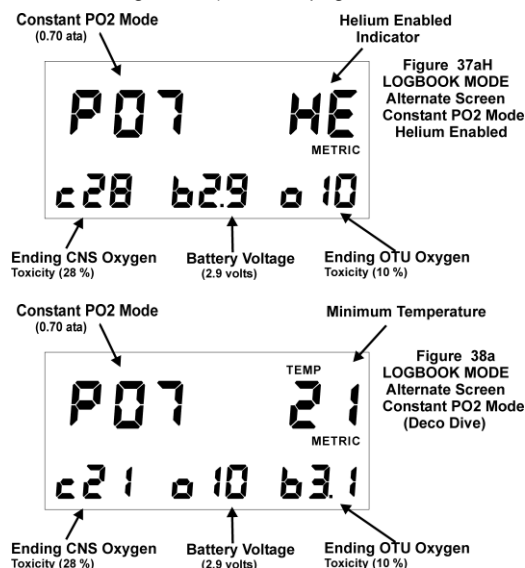 Constant PO2 Mode
(0.70 ata)
Helium Enabled
Indicator
Figure 37aH
LOGBOOK MODE
Alternate Screen
Constant PO2 Mode
Helium Enabled
P07 HE
METRIC
c28 b2.9 o 10
Ending CNS Oxygen
Toxicity (28 %)
Battery Voltage
(2.9 volts)
Ending OTU Oxygen
Toxicity (10 %)
Constant PO2 Mode
(0.70 ata)
Minimum Temperature
Figure 38a
LOGBOOK MODE
Alternate Screen
Constant PO2 Mode
(Deco Dive)
TEMP
P07 21
METRIC
c21 o 10 b3.1
Ending CNS Oxygen
Toxicity (28 %)
Battery Voltage
(2.9 volts)
Ending OTU Oxygen
Toxicity (10 %)